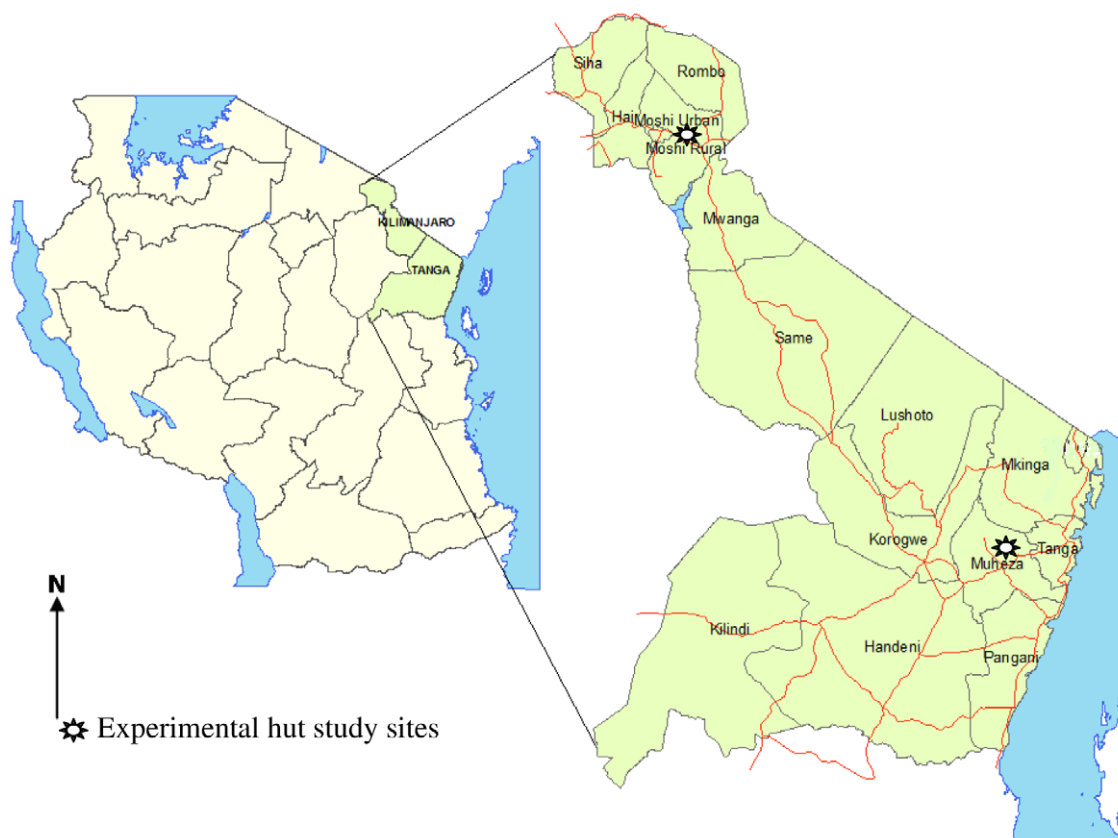 KILIMANJARO
TANGA
N
Experimental hut study sites
Siha
Rombo
Hai
Moshi Urban
Moshi Rural
Mwanga
Same
Lushoto
Mkinga
Korogwe
Tanga
Muheza
Kilindi
Handeni
Pangani